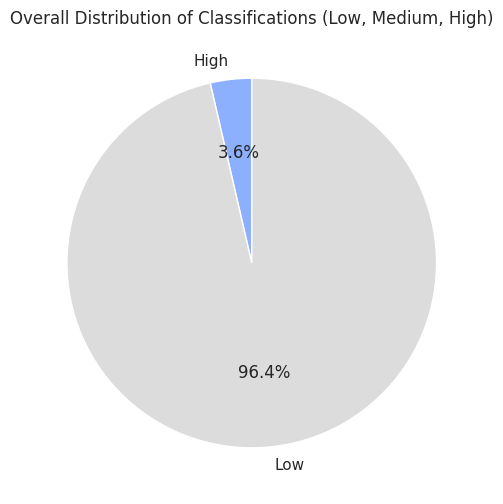 Overall Distribution of Classifications (Low, Medium, High)
High
3.6%
96.4%
Low